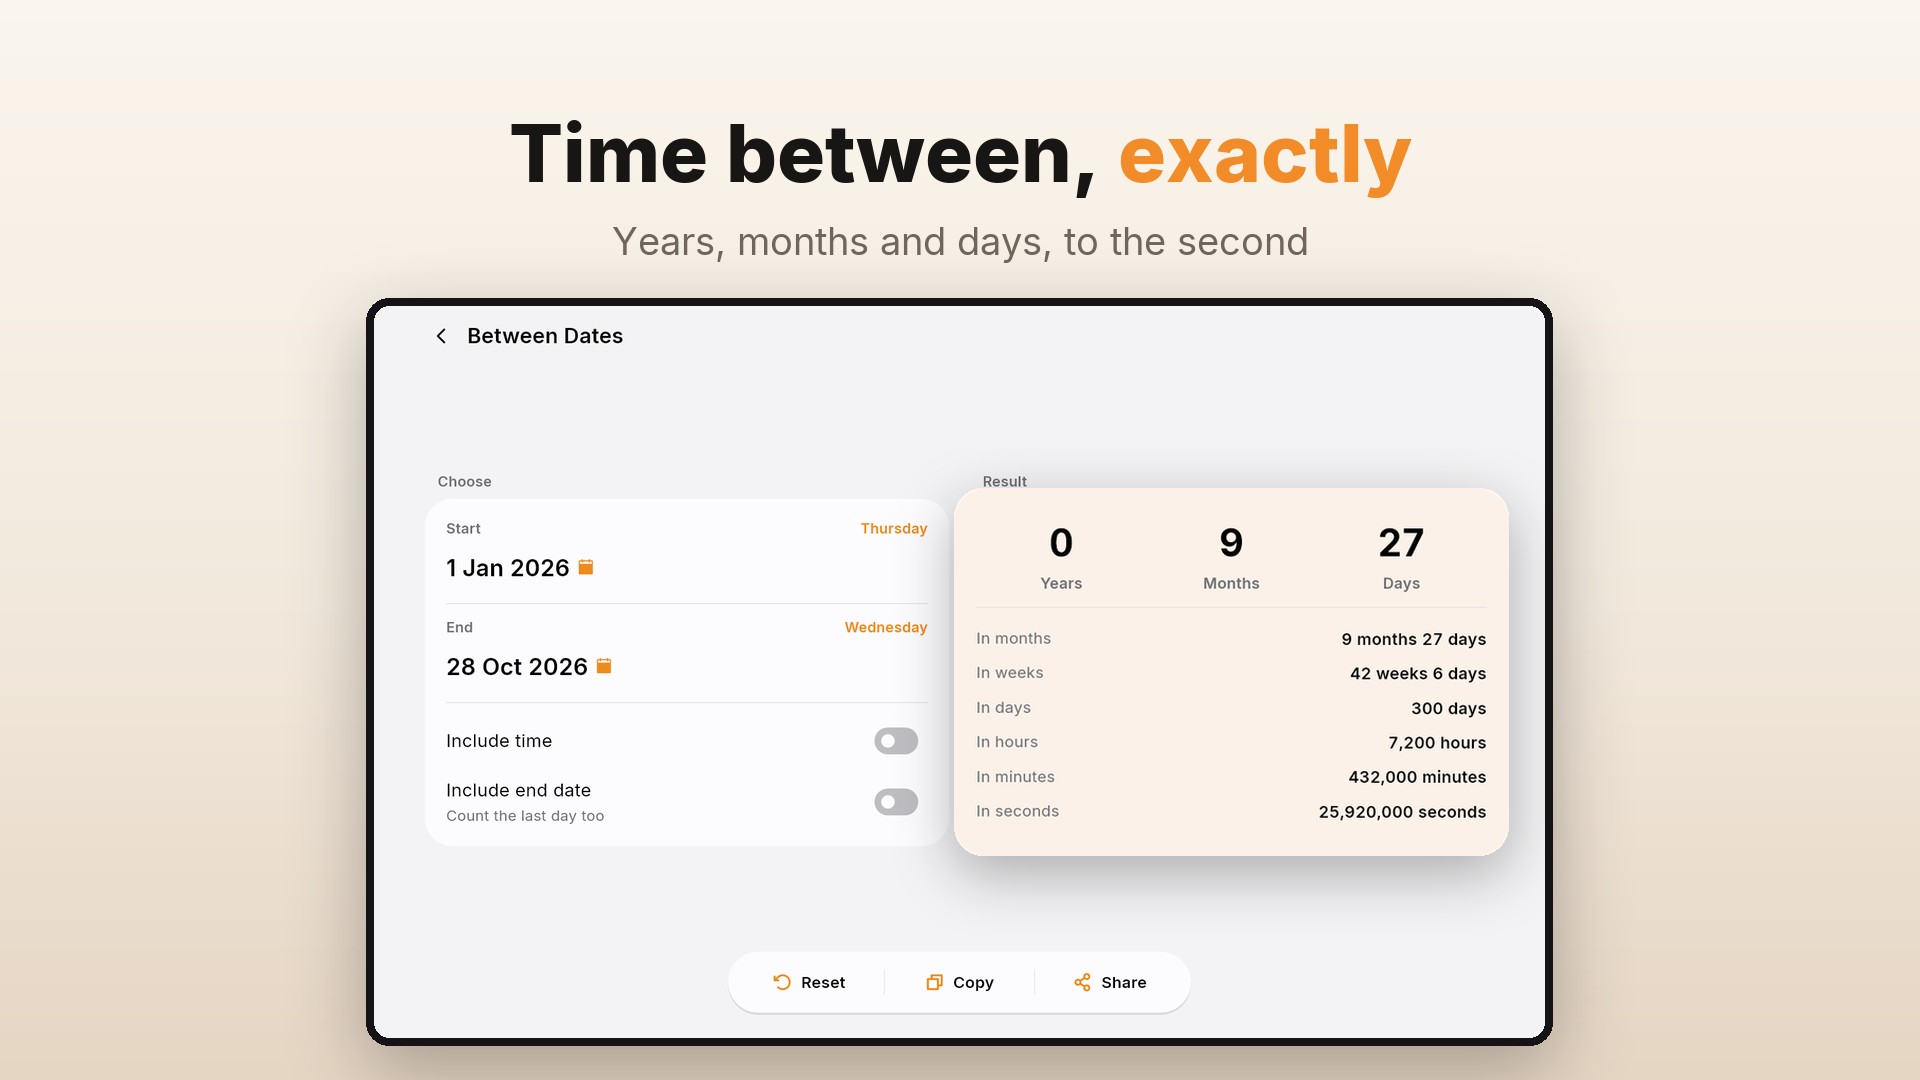 Time between, exactly
Years, months and days, to the second
Between Dates
Choose
Start
Thursday
1 Jan 2026
End
Wednesday
28 Oct 2026
Include time
Include end date
Count the last day too
Result
0
9
27
Years
Months
Days
In months
9 months 27 days
In weeks
42 weeks 6 days
In days
300 days
In hours
7,200 hours
In minutes
432,000 minutes
In seconds
25,920,000 seconds
Reset
Copy
Share